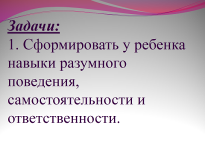 Задачи:
1. Сформировать у ребенка
навыки разумного
поведения,
самостоятельности и
ответственности.